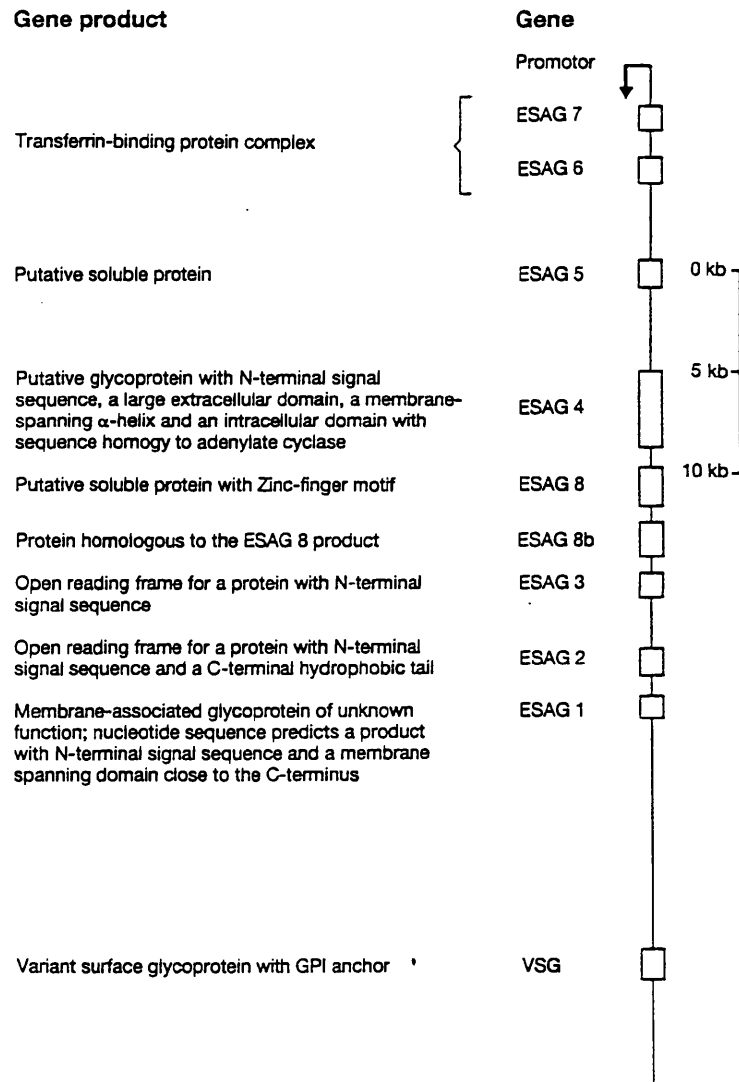 Gene product Gene
Promotor
ESAG 7
Transferrin-binding protein complex
ESAG 6
Putative soluble protein ESAG 5 0 kb
5 kb
Putative glycoprotein with N-terminal signal
sequence, a large extracellular domain, a membrane-
spanning α-helix and an intracellular domain with
sequence homogy to adenylate cyclase
ESAG 4
Putative soluble protein with Zinc-finger motif ESAG 8 10 kb
Protein homologous to the ESAG 8 product ESAG 8b
Open reading frame for a protein with N-terminal
signal sequence
ESAG 3
Open reading frame for a protein with N-terminal
signal sequence and a C-terminal hydrophobic tail
ESAG 2
Membrane-associated glycoprotein of unknown
function; nucleotide sequence predicts a product
with N-terminal signal sequence and a membrane
spanning domain close to the C-terminus
ESAG 1
Variant surface glycoprotein with GPI anchor VSG